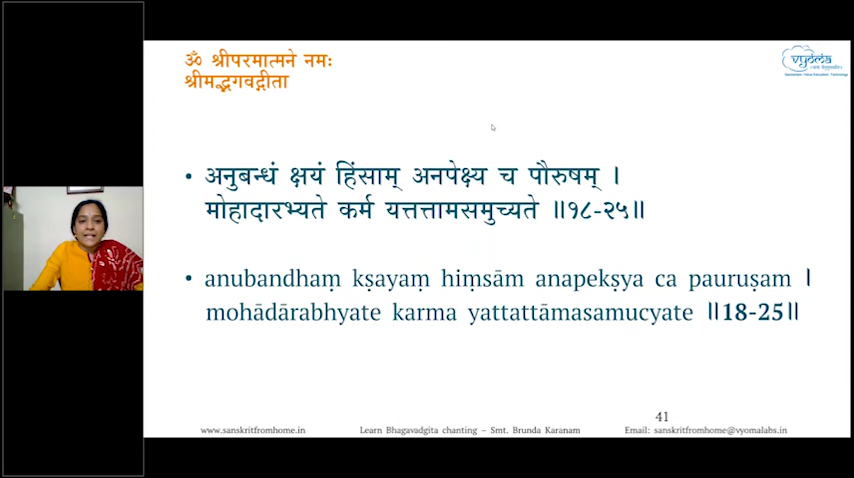 ॐ श्रीपरमात्मने नमः
श्रीमद्भगवद्गीता
vyoma
• अनुबन्धं क्षयं हिंसाम् अनपेक्ष्य च पौरुषम् ।
मोहादारभ्यते कर्म यत्तत्तामसमुच्यते ॥१८-२५॥
• anubandhaṃ kṣayaṃ hiṃsām anapekṣya ca pauruṣam ।
mohādārabhyate karma yattattāmasamucyate ॥18-25॥
41
www.sanskritfromhome.in Learn Bhagavadgita chanting – Smt. Brunda Karanam Email: sanskritfromhome@vyomalabs.in